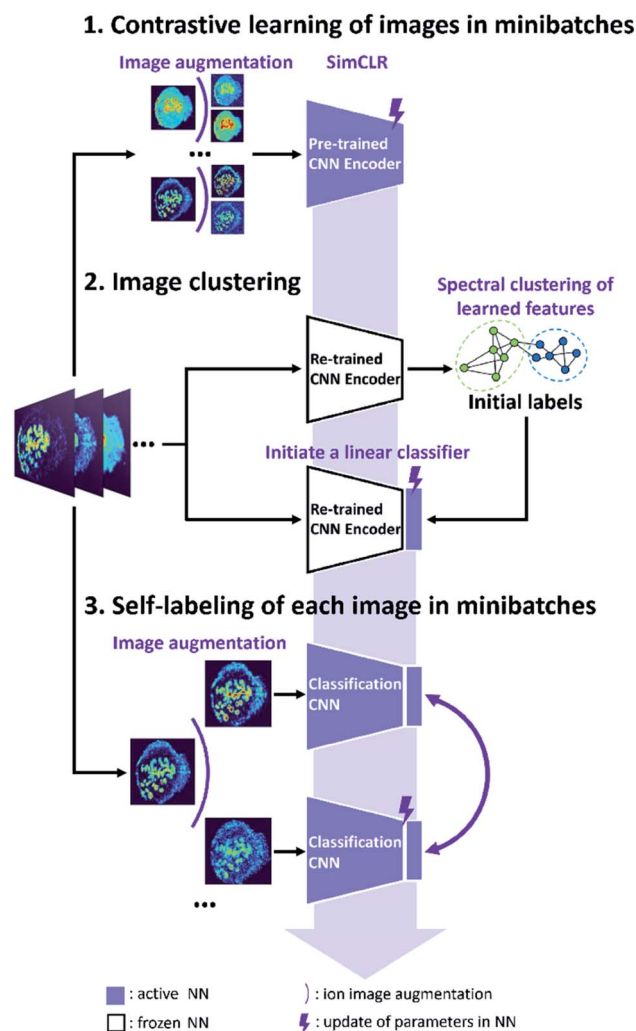 1. Contrastive learning of images in minibatches
Image augmentation
SimCLR
Pre-trained
CNN Encoder
•••
2. Image clustering
Spectral clustering of
learned features
Re-trained
CNN Encoder
Initial labels
•••
Initiate a linear classifier
Re-trained
CNN Encoder
3. Self-labeling of each image in minibatches
Image augmentation
Classification
CNN
Classification
CNN
•••
: active NN
: ion image augmentation
: frozen NN
: update of parameters in NN